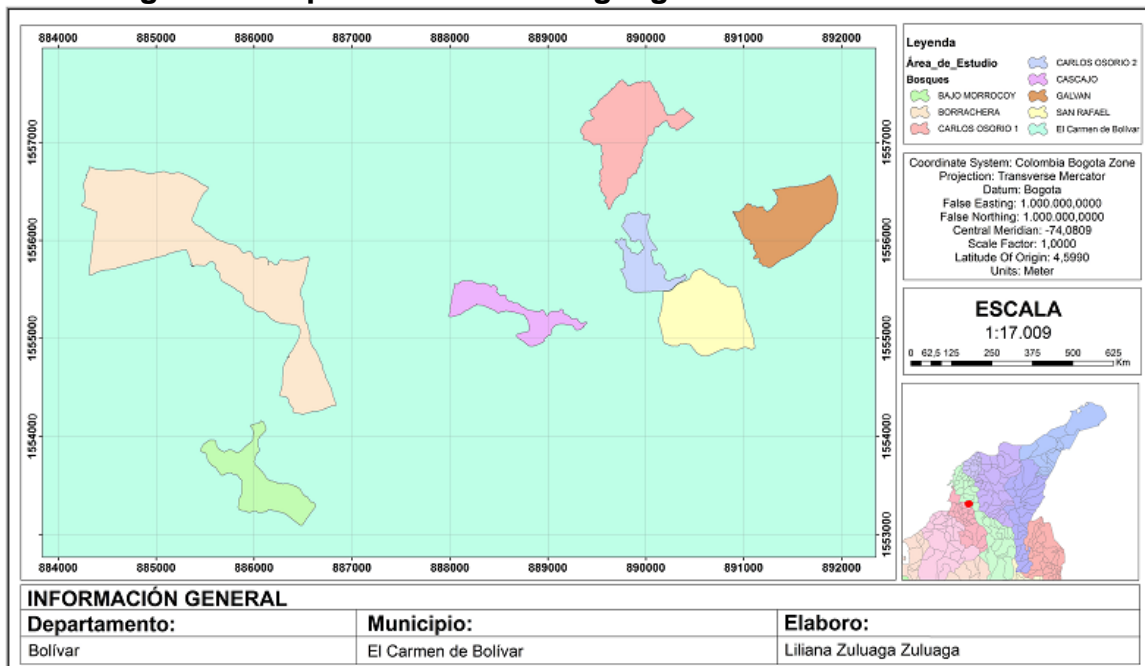 884000 885000 886000 887000 888000 889000 890000 891000 892000
1557000
1556000
1555000
1554000
1553000
1557000
1556000
1555000
1554000
1553000
884000 885000 886000 887000 888000 889000 890000 891000 892000
Leyenda
Área_de_Estudio
Bosques
BAJO MORROCOY
BORRACHERA
CARLOS OSORIO 1
CARLOS OSORIO 2
CASCAJO
GALVAN
SAN RAFAEL
El Carmen de Bolívar
Coordinate System: Colombia Bogota Zone
Projection: Transverse Mercator
Datum: Bogota
False Easting: 1.000.000,0000
False Northing: 1.000.000,0000
Central Meridian: -74,0809
Scale Factor: 1,0000
Latitude Of Origin: 4,5990
Units: Meter
ESCALA
1:17.009
0 62,5 125 250 375 500 625
Km
INFORMACIÓN GENERAL
Departamento: Municipio: Elaboro:
Bolívar El Carmen de Bolívar Liliana Zuluaga Zuluaga